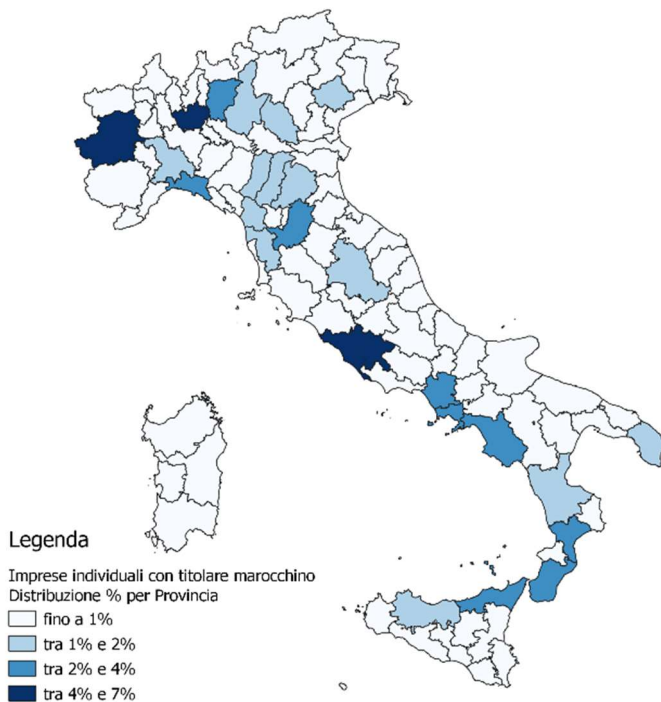 Legenda
Imprese individuali con titolare marocchino
Distribuzione % per Provincia
fino a 1%
tra 1% e 2%
tra 2% e 4%
tra 4% e 7%